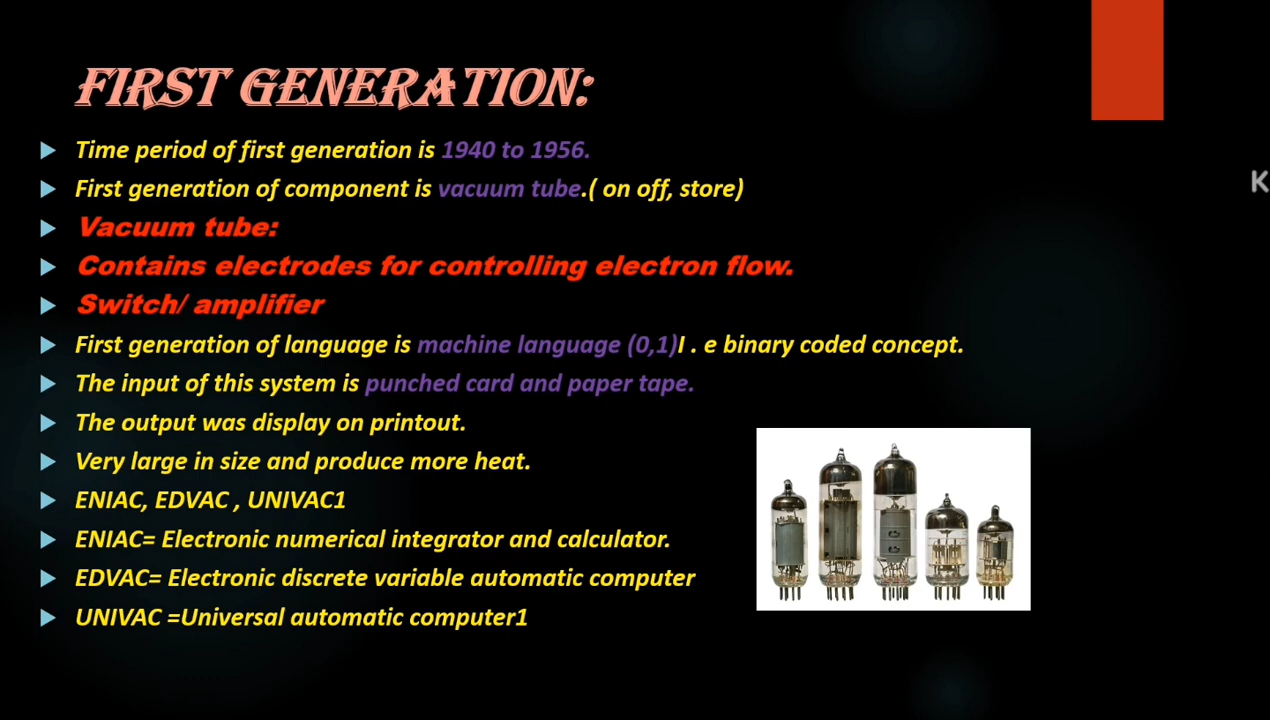 FIRST GENERATION:
Time period of first generation is 1940 to 1956.
First generation of component is vacuum tube.( on off, store)
Vacuum tube:
Contains electrodes for controlling electron flow.
Switch/ amplifier
First generation of language is machine language (0,1)I . e binary coded concept.
The input of this system is punched card and paper tape.
The output was display on printout.
Very large in size and produce more heat.
ENIAC, EDVAC , UNIVAC1
ENIAC= Electronic numerical integrator and calculator.
EDVAC= Electronic discrete variable automatic computer
UNIVAC =Universal automatic computer1
K